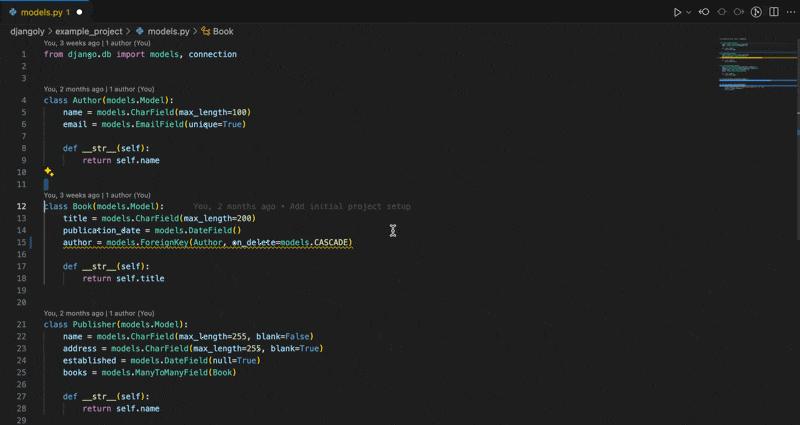 models.py 1
djangoly > example_project > models.py > Book
You, 3 weeks ago | 1 author (You)
1 from django.db import models, connection
2
3
You, 2 months ago | 1 author (You)
4 class Author(models.Model):
5 name = models.CharField(max_length=100)
6 email = models.EmailField(unique=True)
7
8 def __str__(self):
9 return self.name
10
11
You, 3 weeks ago | 1 author (You)
12 class Book(models.Model): You, 2 months ago • Add initial project setup
13 title = models.CharField(max_length=200)
14 publication_date = models.DateField()
15 author = models.ForeignKey(Author, on_delete=models.CASCADE)
16
17 def __str__(self):
18 return self.title
19
20
You, 2 months ago | 1 author (You)
21 class Publisher(models.Model):
22 name = models.CharField(max_length=255, blank=False)
23 address = models.CharField(max_length=255, blank=True)
24 established = models.DateField(null=True)
25 books = models.ManyToManyField(Book)
26
27 def __str__(self):
28 return self.name
29